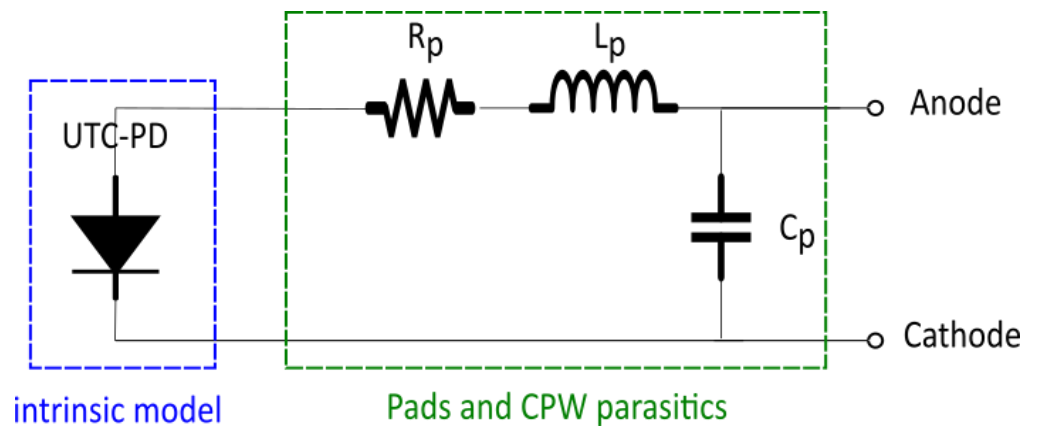 Rp
Lp
Anode
UTC-PD
Cp
Cathode
intrinsic model
Pads and CPW parasitics